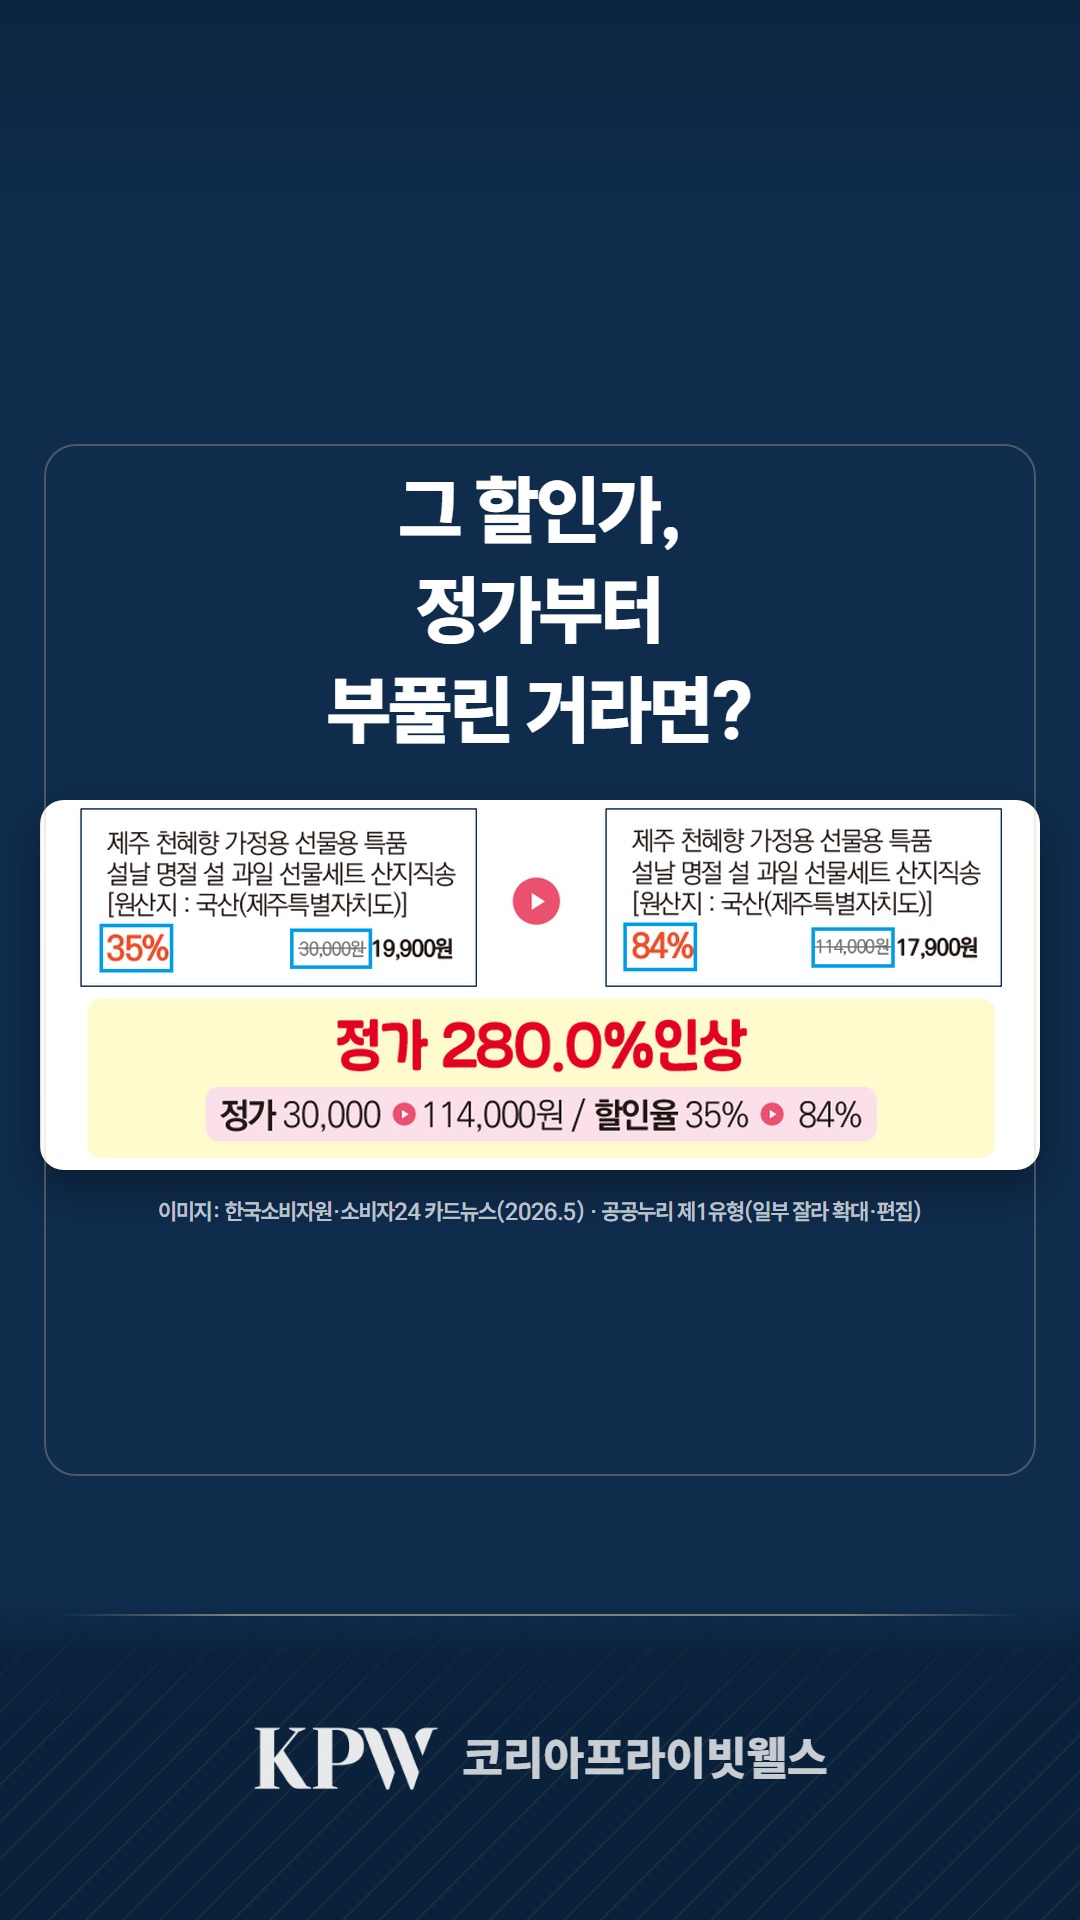 그 할인가,
정가부터
부풀린 거라면?
제주 천혜향 가정용 선물용 특품
설날 명절 설 과일 선물세트 산지직송
[원산지 : 국산(제주특별자치도)]
35% 30,000원 19,900원
제주 천혜향 가정용 선물용 특품
설날 명절 설 과일 선물세트 산지직송
[원산지 : 국산(제주특별자치도)]
84% 114,000원 17,900원
정가 280.0%인상
정가 30,000 114,000원 / 할인율 35% 84%
이미지: 한국소비자원·소비자24 카드뉴스(2026.5) · 공공누리 제1유형(일부 잘라 확대·편집)
KPW 코리아프라이빗웰스